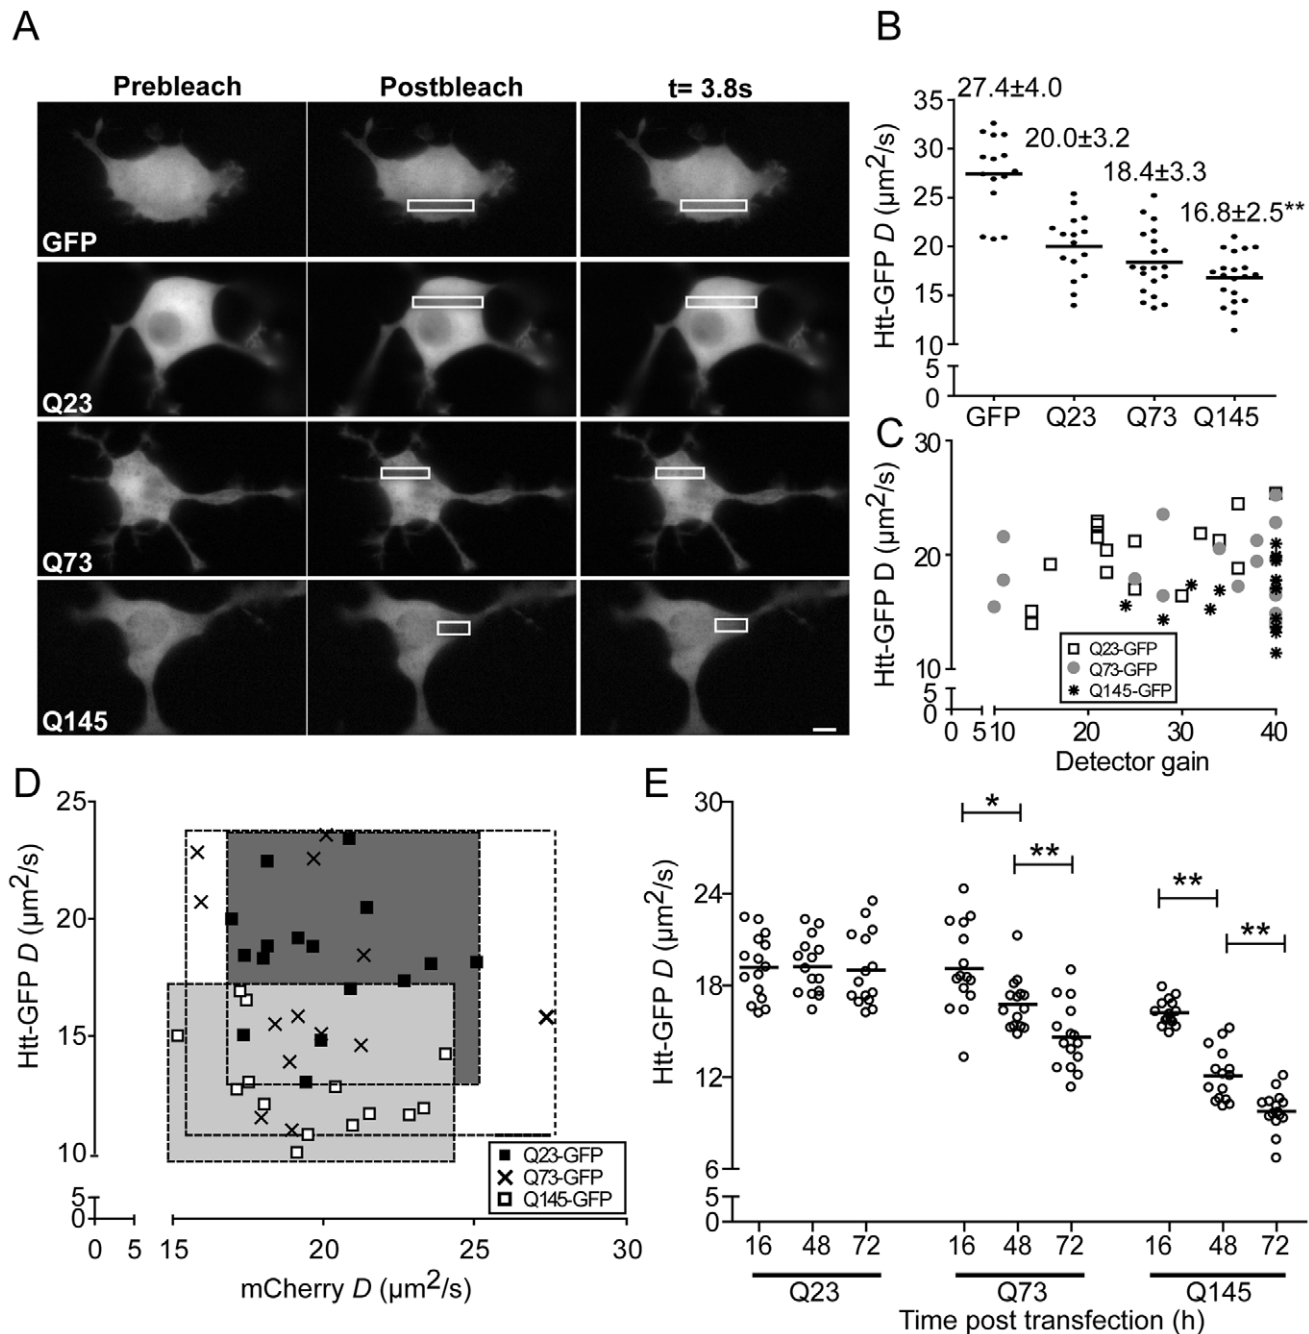 A
Prebleach Postbleach t= 3.8s
GFP
Q23
Q73
Q145
B
27.4±4.0
20.0±3.2
18.4±3.3
16.8±2.5**
Htt-GFP D (µm²/s)
35
30
25
20
15
10
5
0
GFP Q23 Q73 Q145
C
Htt-GFP D (µm²/s)
30
20
10
5
0
Q23-GFP
Q73-GFP
Q145-GFP
0 5 10 20 30 40
Detector gain
D
Htt-GFP D (µm²/s)
25
20
15
10
5
0
Q23-GFP
Q73-GFP
Q145-GFP
0 5 15 20 25 30
mCherry D (µm²/s)
E
Htt-GFP D (µm²/s)
30
24
18
12
6
5
0
*
**
**
**
16 48 72 16 48 72 16 48 72
Q23 Q73 Q145
Time post transfection (h)